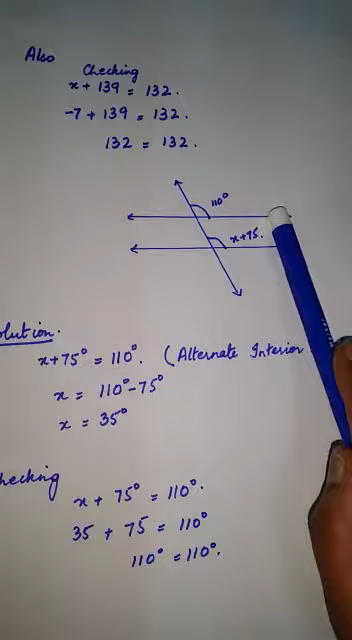 Also
Checking
x + 139 = 132.
-7 + 139 = 132.
132 = 132.
110°
x+75.
olution.
x+75° = 110°. (Alternate Interior
x = 110° - 75°
x = 35°
hecking
x + 75° = 110°.
35 + 75 = 110°
110° = 110°.